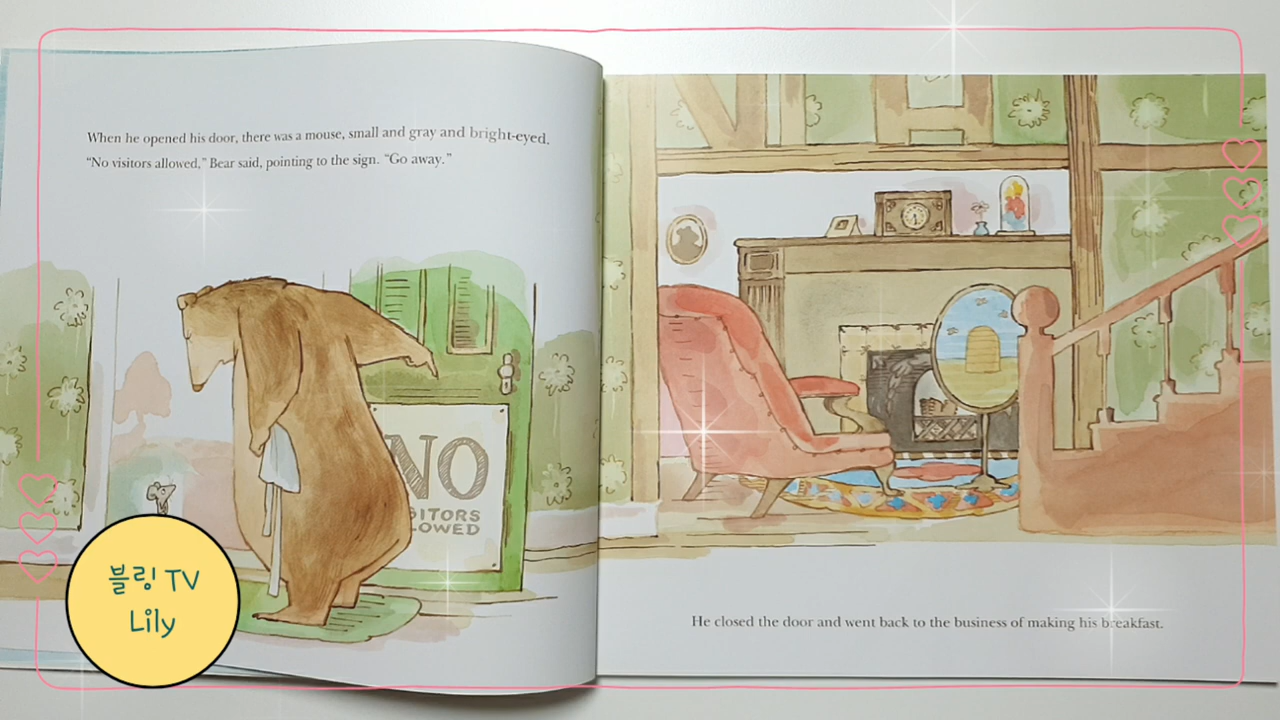 When he opened his door, there was a mouse, small and gray and bright-eyed.
“No visitors allowed,” Bear said, pointing to the sign. “Go away.”
NO
SITORS
LOWED
He closed the door and went back to the business of making his breakfast.
블링 TV
Lily